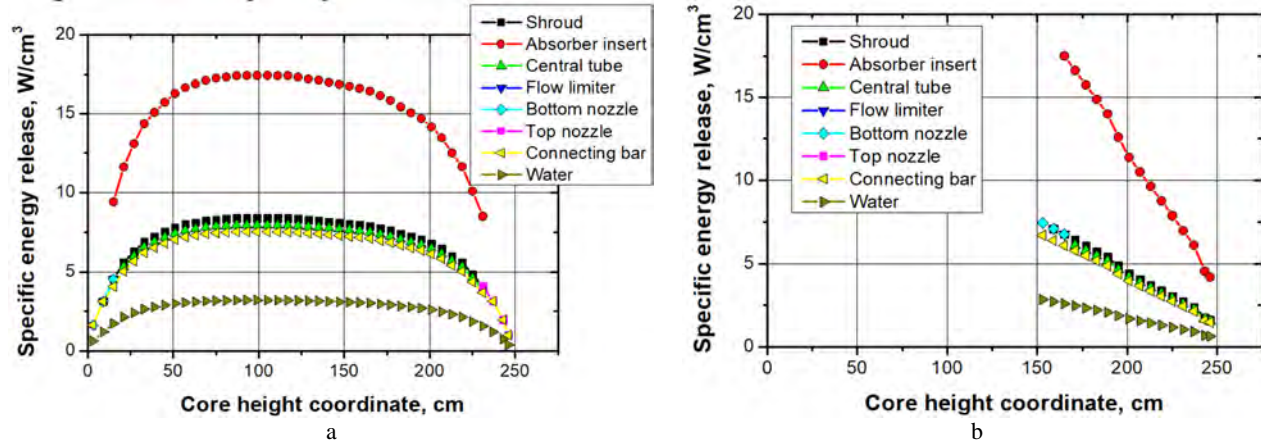 Shroud
Absorber insert
Central tube
Flow limiter
Bottom nozzle
Top nozzle
Connecting bar
Water
Specific energy release, W/cm³
20
15
10
5
0
0 50 100 150 200 250
Core height coordinate, cm
a
Shroud
Absorber insert
Central tube
Flow limiter
Bottom nozzle
Top nozzle
Connecting bar
Water
Specific energy release, W/cm³
20
15
10
5
0
0 50 100 150 200 250
Core height coordinate, cm
b